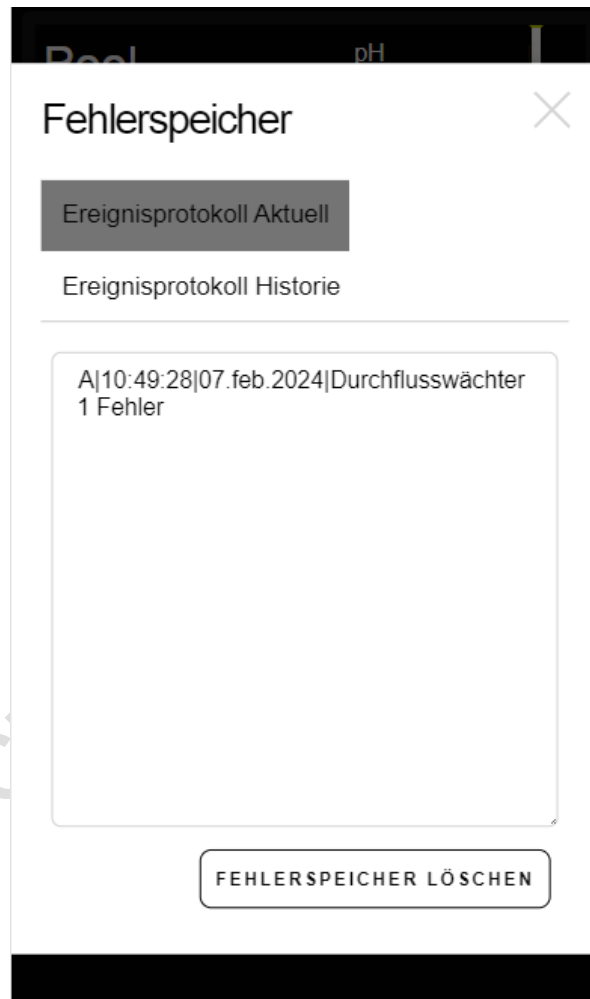 pH
Fehlerspeicher
Ereignisprotokoll Aktuell
Ereignisprotokoll Historie
A|10:49:28|07.feb.2024|Durchflusswächter
1 Fehler
FEHLERSPEICHER LÖSCHEN